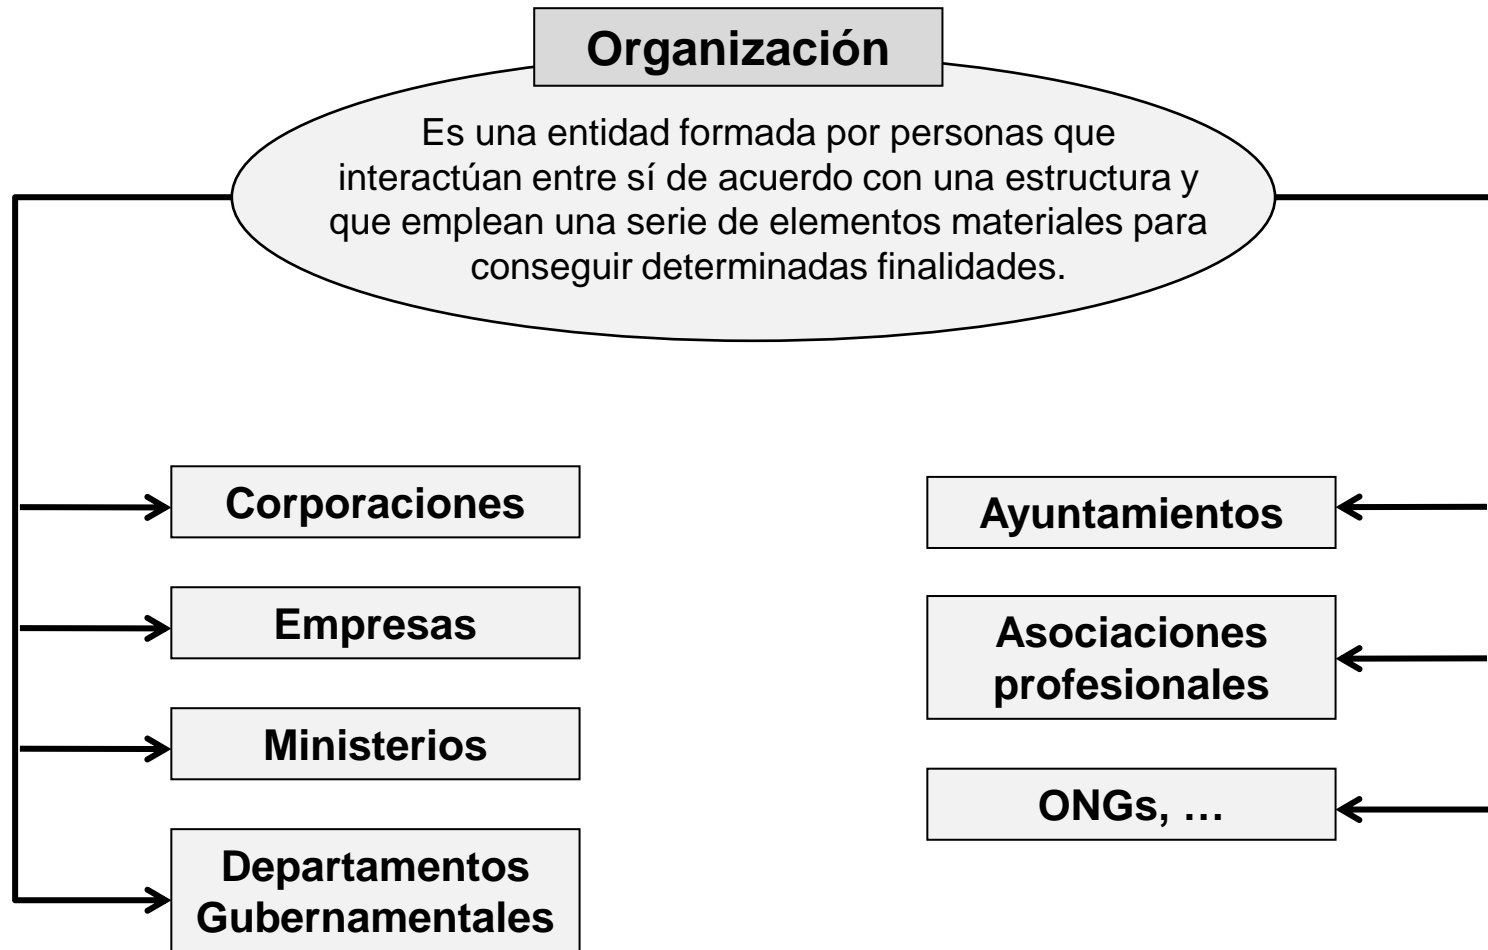 Organización
Es una entidad formada por personas que
interactúan entre sí de acuerdo con una estructura y
que emplean una serie de elementos materiales para
conseguir determinadas finalidades.
Corporaciones
Empresas
Ministerios
Departamentos
Gubernamentales
Ayuntamientos
Asociaciones
profesionales
ONGs, …